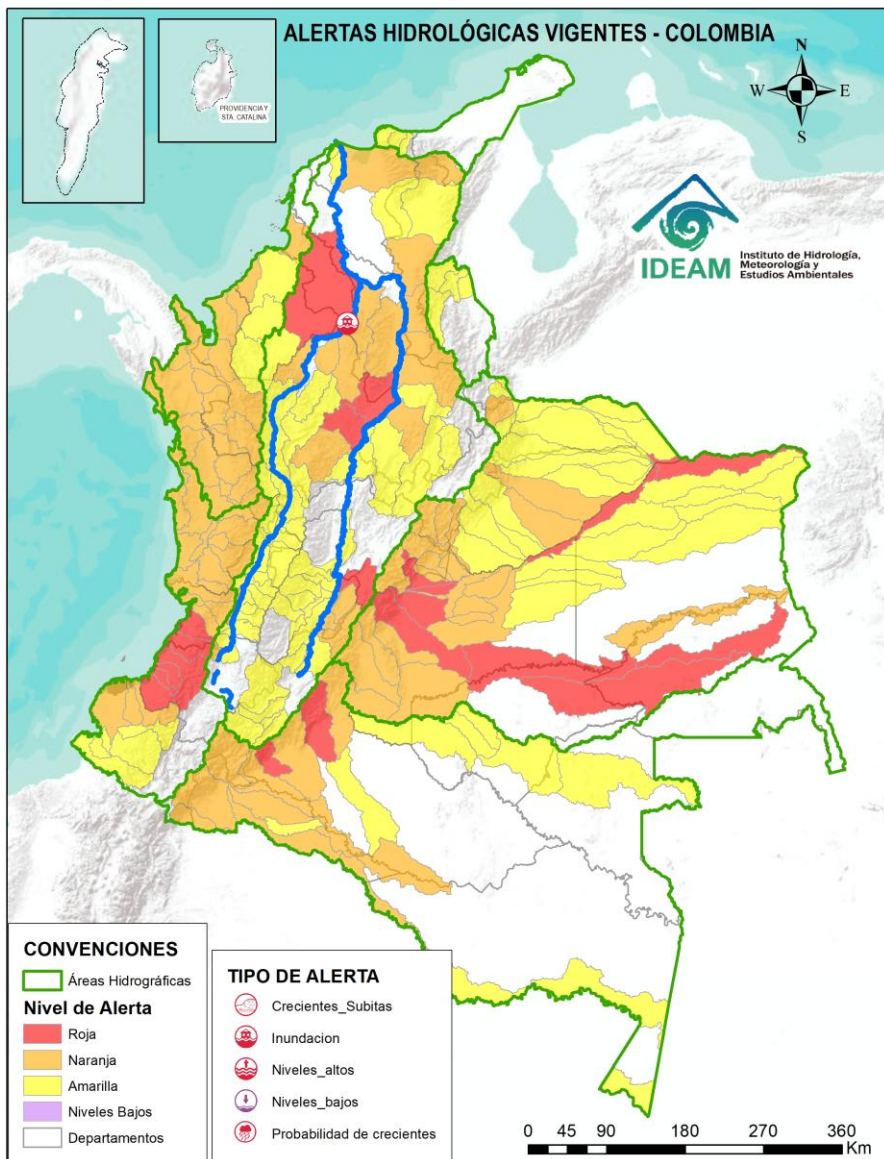 ALERTAS HIDROLÓGICAS VIGENTES - COLOMBIA
PROVIDENCIA Y
STA. CATALINA
N
W
E
S
IDEAM
Instituto de Hidrología,
Meteorología y
Estudios Ambientales
CONVENCIONES
Áreas Hidrográficas
Nivel de Alerta
Roja
Naranja
Amarilla
Niveles Bajos
Departamentos
TIPO DE ALERTA
Crecientes_Subitas
Inundacion
Niveles_altos
Niveles_bajos
Probabilidad de crecientes
0 45 90 180 270 360
Km